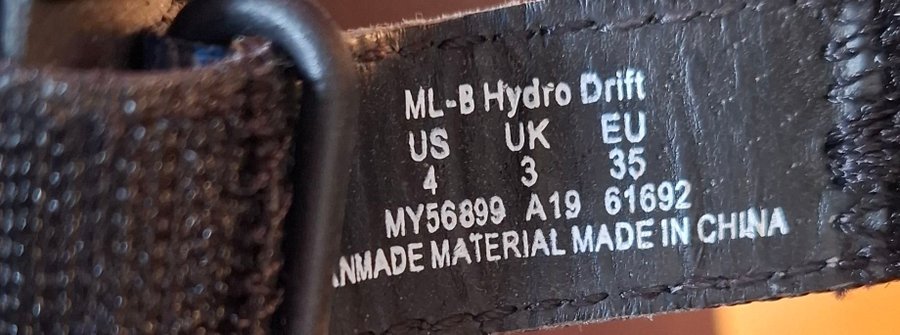 ML-B Hydro Drift
US UK EU
4 3 35
MY56899 A19 61692
ANMADE MATERIAL MADE IN CHINA